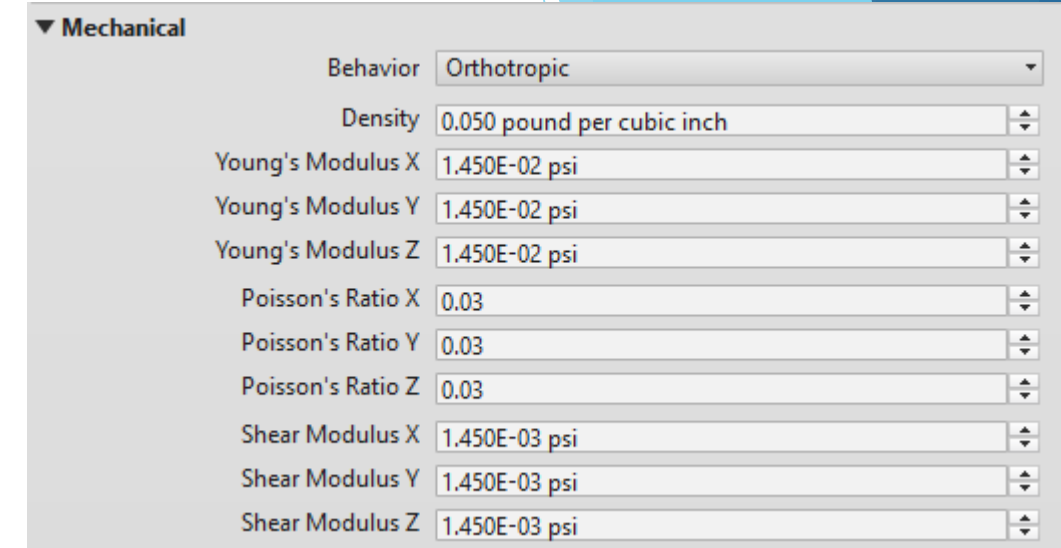 Mechanical
Behavior Orthotropic
Density 0.050 pound per cubic inch
Young's Modulus X 1.450E-02 psi
Young's Modulus Y 1.450E-02 psi
Young's Modulus Z 1.450E-02 psi
Poisson's Ratio X 0.03
Poisson's Ratio Y 0.03
Poisson's Ratio Z 0.03
Shear Modulus X 1.450E-03 psi
Shear Modulus Y 1.450E-03 psi
Shear Modulus Z 1.450E-03 psi